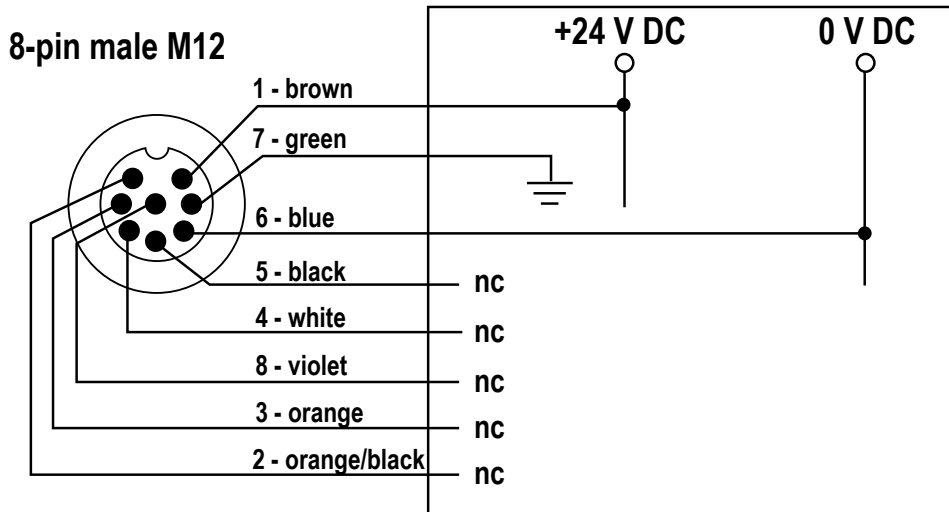 8-pin male M12
+24 V DC
0 V DC
1 - brown
7 - green
6 - blue
5 - black
nc
4 - white
nc
8 - violet
nc
3 - orange
nc
2 - orange/black
nc